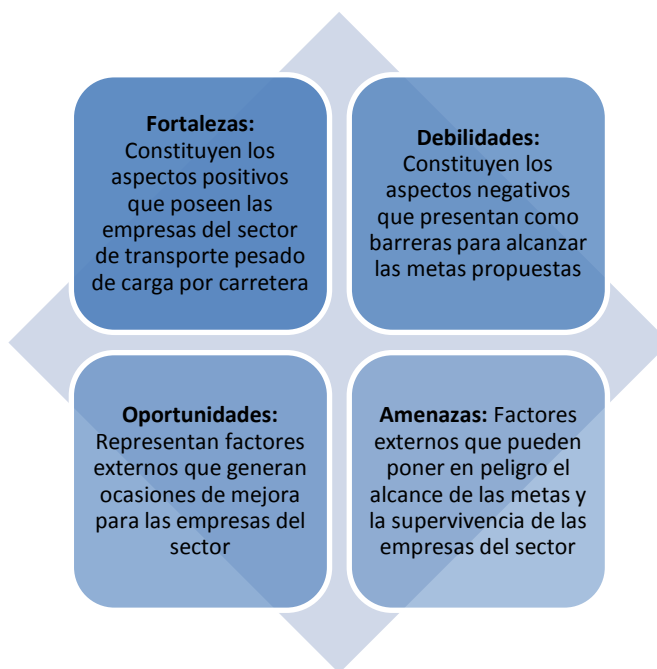 Fortalezas:
Constituyen los
aspectos positivos
que poseen las
empresas del sector
de transporte pesado
de carga por carretera
Debilidades:
Constituyen los
aspectos negativos
que presentan como
barreras para alcanzar
las metas propuestas
Oportunidades:
Representan factores
externos que generan
ocasiones de mejora
para las empresas del
sector
Amenazas: Factores
externos que pueden
poner en peligro el
alcance de las metas y
la supervivencia de las
empresas del sector